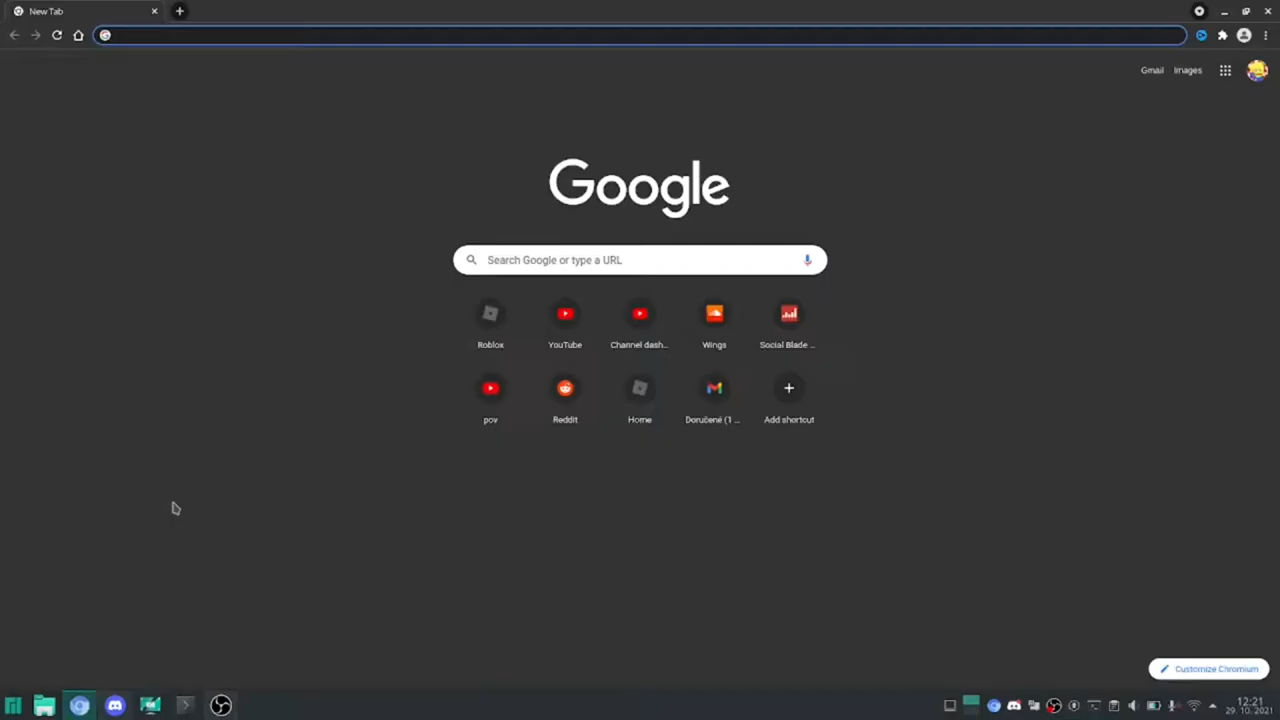 New Tab
Gmail Images
Google
Search Google or type a URL
Roblox YouTube Channel dash... Wings Social Blade ...
pov Reddit Home Doručené (1 ... Add shortcut
Customize Chromium
12:21
29. 10. 2021